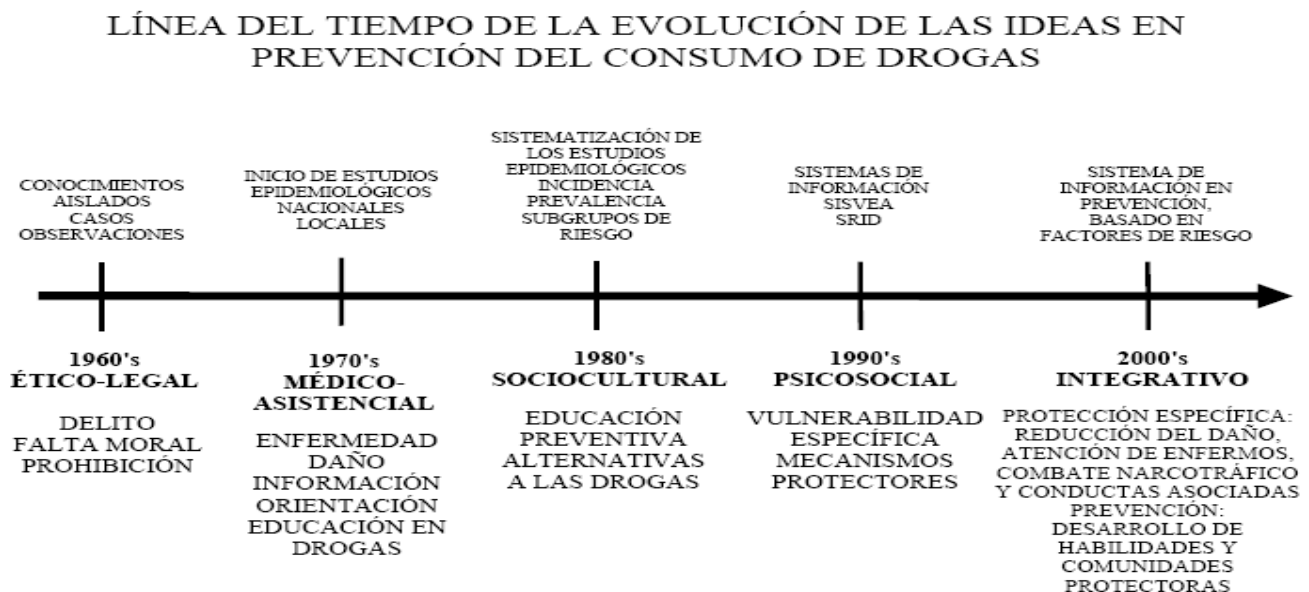 LÍNEA DEL TIEMPO DE LA EVOLUCIÓN DE LAS IDEAS EN
PREVENCIÓN DEL CONSUMO DE DROGAS
CONOCIMIENTOS
AISLADOS
CASOS
OBSERVACIONES
INICIO DE ESTUDIOS
EPIDEMIOLÓGICOS
NACIONALES
LOCALES
SISTEMATIZACIÓN DE
LOS ESTUDIOS
EPIDEMIOLÓGICOS
INCIDENCIA
PREVALENCIA
SUBGRUPOS DE
RIESGO
SISTEMAS DE
INFORMACIÓN
SISVEA
SRID
SISTEMA DE
INFORMACIÓN EN
PREVENCIÓN,
BASADO EN
FACTORES DE RIESGO
1960's
ÉTICO-LEGAL
DELITO
FALTA MORAL
PROHIBICIÓN
1970's
MÉDICO-
ASISTENCIAL
ENFERMEDAD
DAÑO
INFORMACIÓN
ORIENTACIÓN
EDUCACIÓN EN
DROGAS
1980's
SOCIOCULTURAL
EDUCACIÓN
PREVENTIVA
ALTERNATIVAS
A LAS DROGAS
1990's
PSICOSOCIAL
VULNERABILIDAD
ESPECÍFICA
MECANISMOS
PROTECTORES
2000's
INTEGRATIVO
PROTECCIÓN ESPECÍFICA:
REDUCCIÓN DEL DAÑO,
ATENCIÓN DE ENFERMOS,
COMBATE NARCOTRÁFICO
Y CONDUCTAS ASOCIADAS
PREVENCIÓN:
DESARROLLO DE
HABILIDADES Y
COMUNIDADES
PROTECTORAS